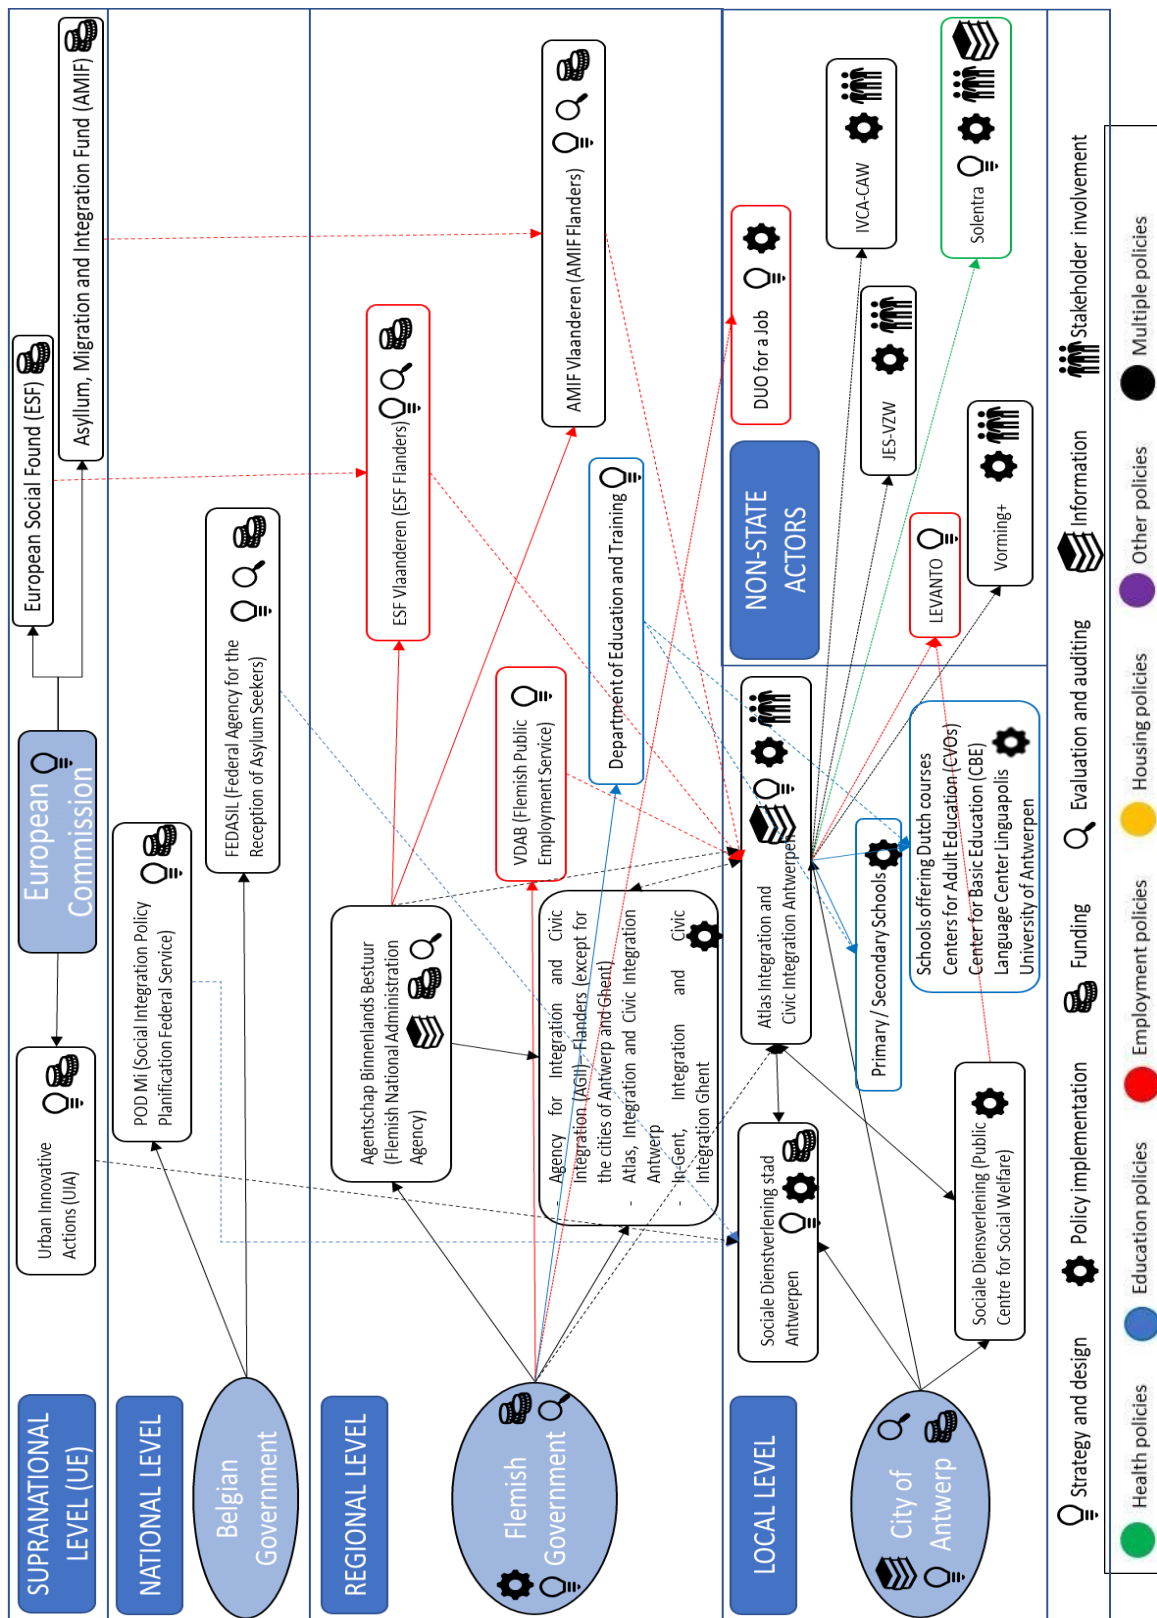 SUPRANATIONAL
LEVEL (UE)
Urban Innovative
Actions (UIA)
European
Commission
European Social Found (ESF)
Asyllum, Migration and Integration Fund (AMIF)
NATIONAL LEVEL
Belgian
Government
POD Mi (Social Integration Policy
Planification Federal Service)
FEDASIL (Federal Agency for the
Reception of Asylum Seekers)
REGIONAL LEVEL
Flemish
Government
Agentschap Binnenlands Bestuur
(Flemish National Administration
Agency)
- Agency for Integration and Civic
Integration (AGII)- Flanders (except for
the cities of Antwerp and Ghent)
- Atlas, Integration and Civic Integration
Antwerp
- In-Gent, Integration and Civic
Integration Ghent
VDAB (Flemish Public
Employment Service)
ESF Vlaanderen (ESF Flanders)
AMIF Vlaanderen (AMIF Flanders)
Department of Education and Training
LOCAL LEVEL
City of
Antwerp
Sociale Dienstverlening stad
Antwerpen
Sociale Diensverlening (Public
Centre for Social Welfare)
Atlas Integration and
Civic Integration Antwerpen
Primary / Secondary Schools
Schools offering Dutch courses
Centers for Adult Education (CVOs)
Center for Basic Education (CBE)
Language Center Linguapolis
University of Antwerpen
NON-STATE
ACTORS
DUO for a Job
IVCA-CAW
JES-VZW
Solentra
LEVANTO
Vorming+
Strategy and design
Policy implementation
Funding
Evaluation and auditing
Information
Stakeholder involvement
Health policies
Education policies
Employment policies
Housing policies
Other policies
Multiple policies